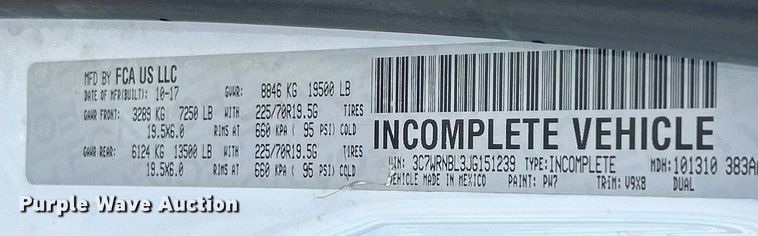 MFD BY FCA US LLC
DATE OF MFR(BUILT): 10-17 GVWR: 8846 KG 19500 LB
GAWR FRONT: 3289 KG 7250 LB WITH 225/70R19.5G TIRES
19.5X6.0 RIMS AT 660 KPA ( 95 PSI) COLD
GAWR REAR: 6124 KG 13500 LB WITH 225/70R19.5G TIRES
19.5X6.0 RIMS AT 660 KPA ( 95 PSI) COLD
INCOMPLETE VEHICLE
VIN: 3C7WRNBL3JG151239 TYPE: INCOMPLETE MDH: 101310 383A
VEHICLE MADE IN MEXICO PAINT: PW7 TRIM: V9X8 DUAL
Purple Wave Auction